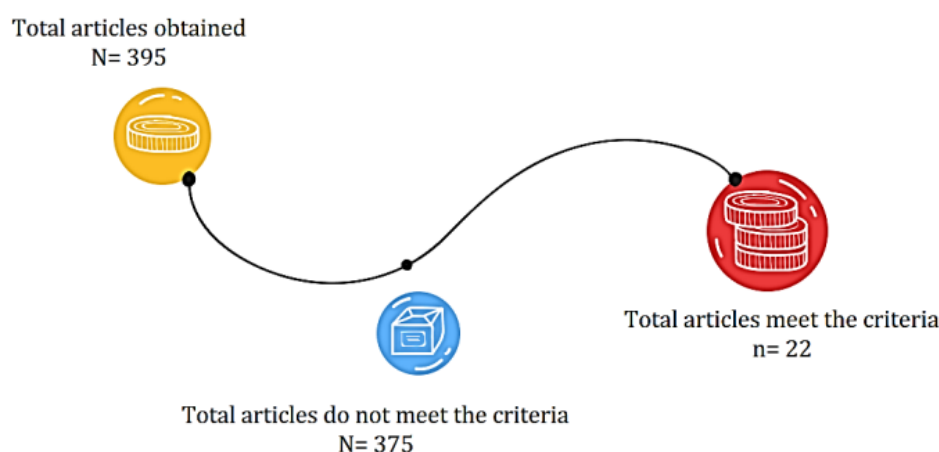 Total articles obtained
N= 395
Total articles meet the criteria
n= 22
Total articles do not meet the criteria
N= 375